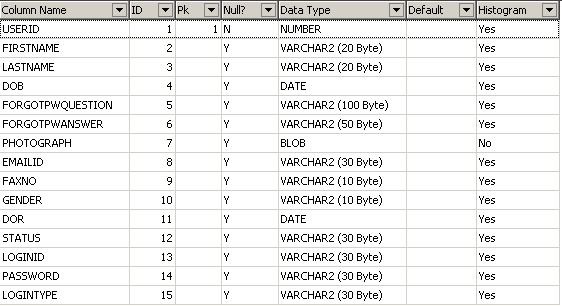 Column Name ID Pk Null? Data Type Default Histogram
USERID 1 1 N NUMBER Yes
FIRSTNAME 2 Y VARCHAR2 (20 Byte) Yes
LASTNAME 3 Y VARCHAR2 (20 Byte) Yes
DOB 4 Y DATE Yes
FORGOTPWQUESTION 5 Y VARCHAR2 (100 Byte) Yes
FORGOTPWANSWER 6 Y VARCHAR2 (50 Byte) Yes
PHOTOGRAPH 7 Y BLOB No
EMAILID 8 Y VARCHAR2 (30 Byte) Yes
FAXNO 9 Y VARCHAR2 (10 Byte) Yes
GENDER 10 Y VARCHAR2 (10 Byte) Yes
DOR 11 Y DATE Yes
STATUS 12 Y VARCHAR2 (30 Byte) Yes
LOGINID 13 Y VARCHAR2 (30 Byte) Yes
PASSWORD 14 Y VARCHAR2 (30 Byte) Yes
LOGINTYPE 15 Y VARCHAR2 (30 Byte) Yes